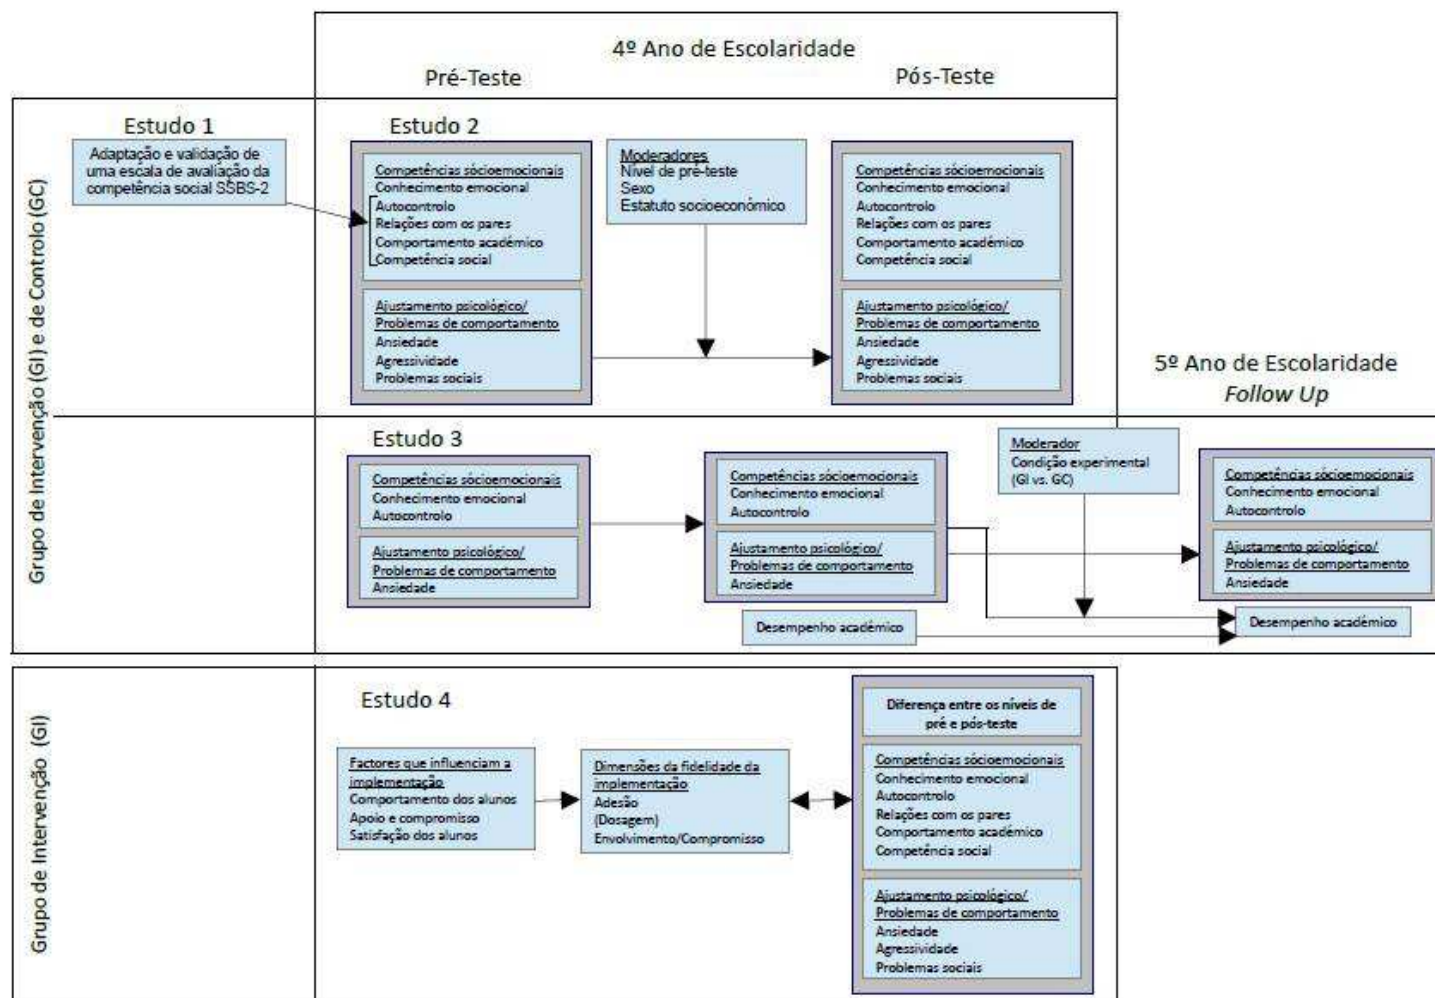 4º Ano de Escolaridade
Pré-Teste
Pós-Teste
Grupo de Intervenção (GI) e de Controlo (GC)
Estudo 1
Adaptação e validação de
uma escala de avaliação da
competência social SSBS-2
Estudo 2
Competências sócioemocionais
Conhecimento emocional
Autocontrolo
Relações com os pares
Comportamento académico
Competência social
Ajustamento psicológico/
Problemas de comportamento
Ansiedade
Agressividade
Problemas sociais
Moderadores
Nível de pré-teste
Sexo
Estatuto socioeconómico
Competências sócioemocionais
Conhecimento emocional
Autocontrolo
Relações com os pares
Comportamento académico
Competência social
Ajustamento psicológico/
Problemas de comportamento
Ansiedade
Agressividade
Problemas sociais
5º Ano de Escolaridade
Follow Up
Estudo 3
Competências sócioemocionais
Conhecimento emocional
Autocontrolo
Ajustamento psicológico/
Problemas de comportamento
Ansiedade
Competências sócioemocionais
Conhecimento emocional
Autocontrolo
Ajustamento psicológico/
Problemas de comportamento
Ansiedade
Desempenho académico
Moderador
Condição experimental
(GI vs. GC)
Competências sócioemocionais
Conhecimento emocional
Autocontrolo
Ajustamento psicológico/
Problemas de comportamento
Ansiedade
Desempenho académico
Grupo de Intervenção (GI)
Estudo 4
Factores que influenciam a
implementação
Comportamento dos alunos
Apoio e compromisso
Satisfação dos alunos
Dimensões da fidelidade da
implementação
Adesão
(Dosagem)
Envolvimento/Compromisso
Diferença entre os níveis de
pré e pós-teste
Competências sócioemocionais
Conhecimento emocional
Autocontrolo
Relações com os pares
Comportamento académico
Competência social
Ajustamento psicológico/
Problemas de comportamento
Ansiedade
Agressividade
Problemas sociais